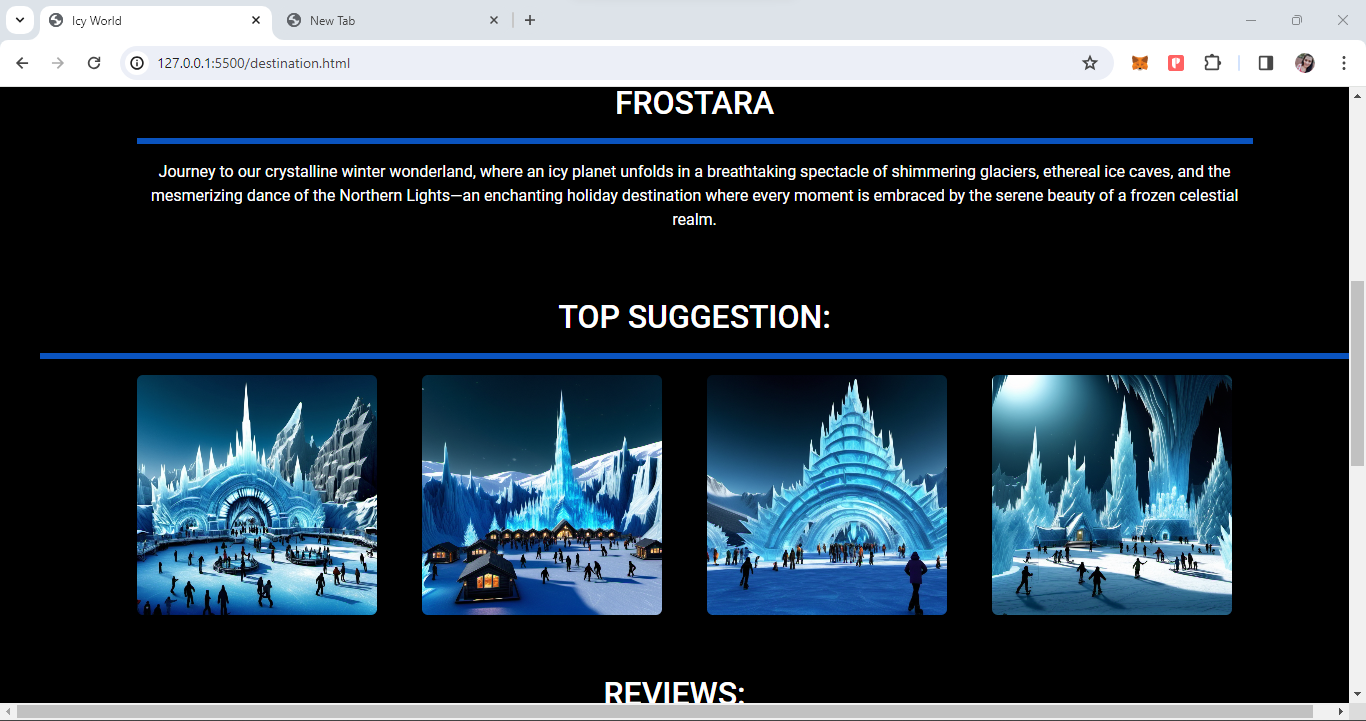 Icy World
New Tab
127.0.0.1:5500/destination.html
FROSTARA
Journey to our crystalline winter wonderland, where an icy planet unfolds in a breathtaking spectacle of shimmering glaciers, ethereal ice caves, and the
mesmerizing dance of the Northern Lights—an enchanting holiday destination where every moment is embraced by the serene beauty of a frozen celestial
realm.
TOP SUGGESTION:
REVIEWS: